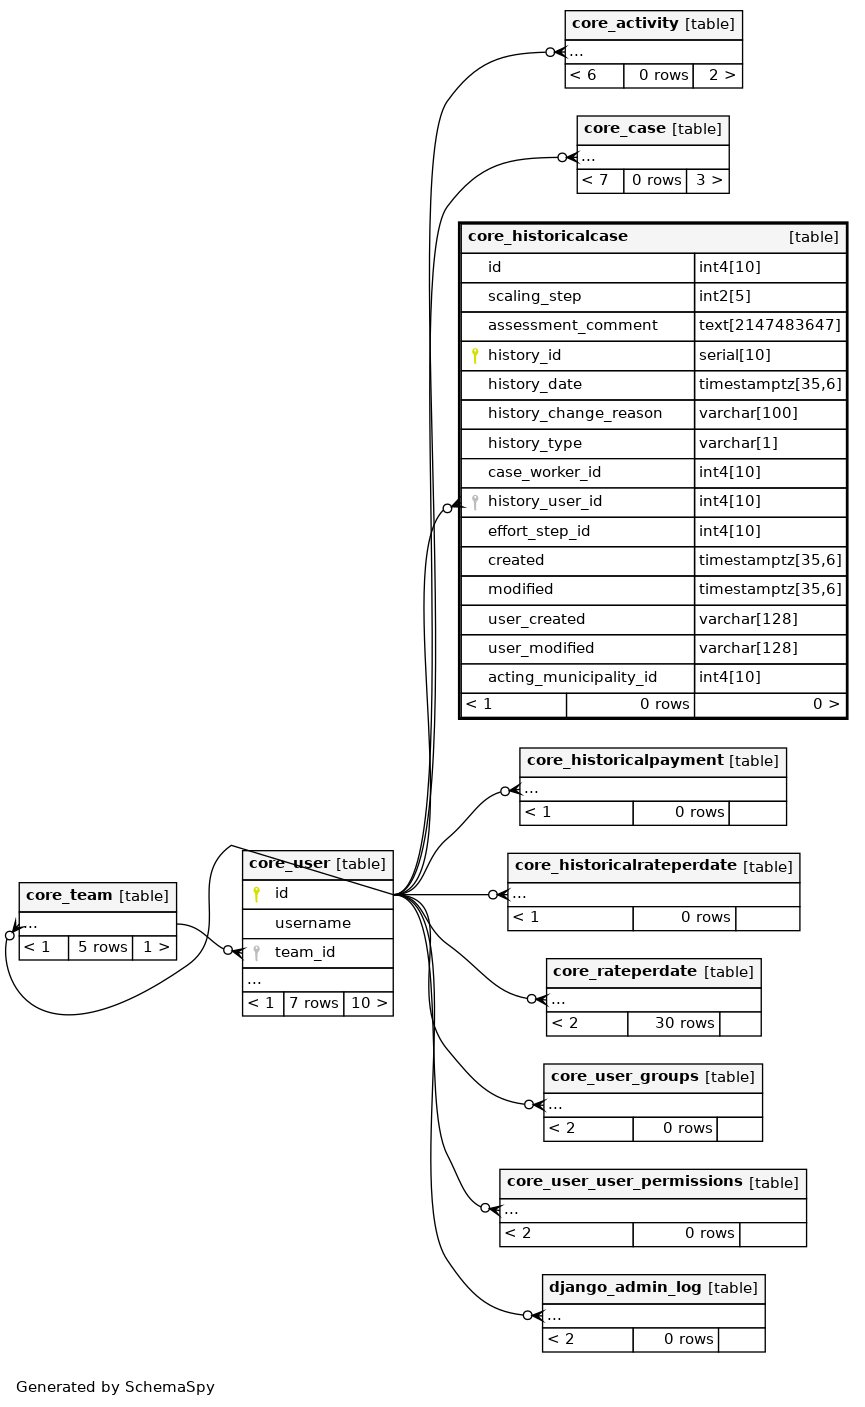 core_activity [table]
...
< 6 0 rows 2 >
core_case [table]
...
< 7 0 rows 3 >
core_historicalcase [table]
id int4[10]
scaling_step int2[5]
assessment_comment text[2147483647]
history_id serial[10]
history_date timestamptz[35,6]
history_change_reason varchar[100]
history_type varchar[1]
case_worker_id int4[10]
history_user_id int4[10]
effort_step_id int4[10]
created timestamptz[35,6]
modified timestamptz[35,6]
user_created varchar[128]
user_modified varchar[128]
acting_municipality_id int4[10]
< 1 0 rows 0 >
core_historicalpayment [table]
...
< 1 0 rows
core_user [table]
id
username
team_id
...
< 1 7 rows 10 >
core_team [table]
...
< 1 5 rows 1 >
core_historicalrateperdate [table]
...
< 1 0 rows
core_rateperdate [table]
...
< 2 30 rows
core_user_groups [table]
...
< 2 0 rows
core_user_user_permissions [table]
...
< 2 0 rows
django_admin_log [table]
...
< 2 0 rows
Generated by SchemaSpy